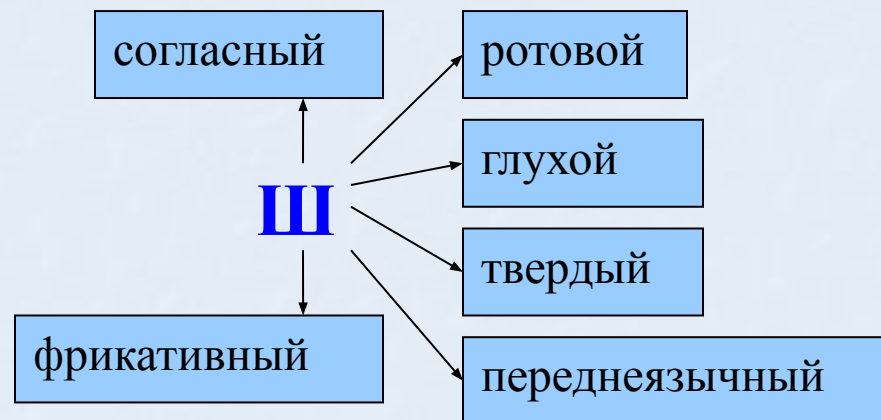 согласный
ротовой
глухой
Ш
твердый
фрикативный
переднеязычный